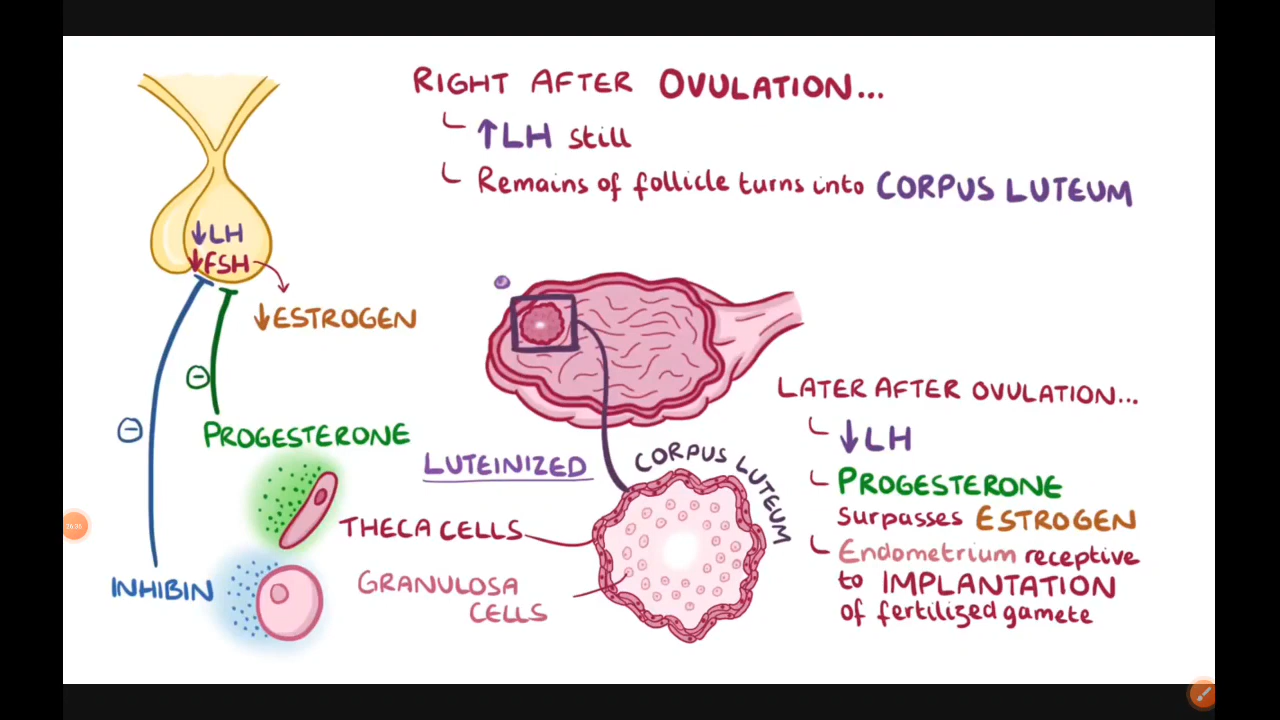 RIGHT AFTER OVULATION...
↑LH still
Remains of follicle turns into CORPUS LUTEUM
↓LH
↓FSH
↓ESTROGEN
PROGESTERONE
INHIBIN
LUTEINIZED
THECA CELLS
GRANULOSA
CELLS
CORPUS LUTEUM
LATER AFTER OVULATION...
↓LH
PROGESTERONE
surpasses ESTROGEN
Endometrium receptive
to IMPLANTATION
of fertilized gamete